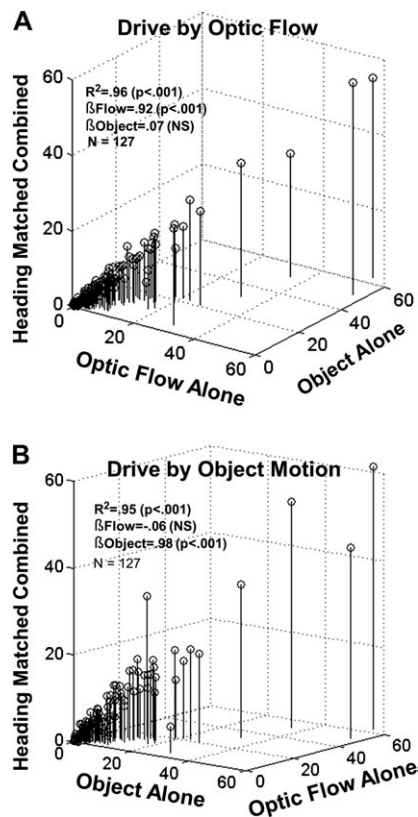 A
Drive by Optic Flow
R²=.96 (p<.001)
ßFlow=.92 (p<.001)
ßObject=.07 (NS)
N = 127
Heading Matched Combined
60
40
20
0
0
20
40
60
Optic Flow Alone
0
20
40
60
Object Alone
B
Drive by Object Motion
R²=.95 (p<.001)
ßFlow=-.06 (NS)
ßObject=.98 (p<.001)
N = 127
Heading Matched Combined
60
40
20
0
0
20
40
60
Object Alone
0
20
40
60
Optic Flow Alone